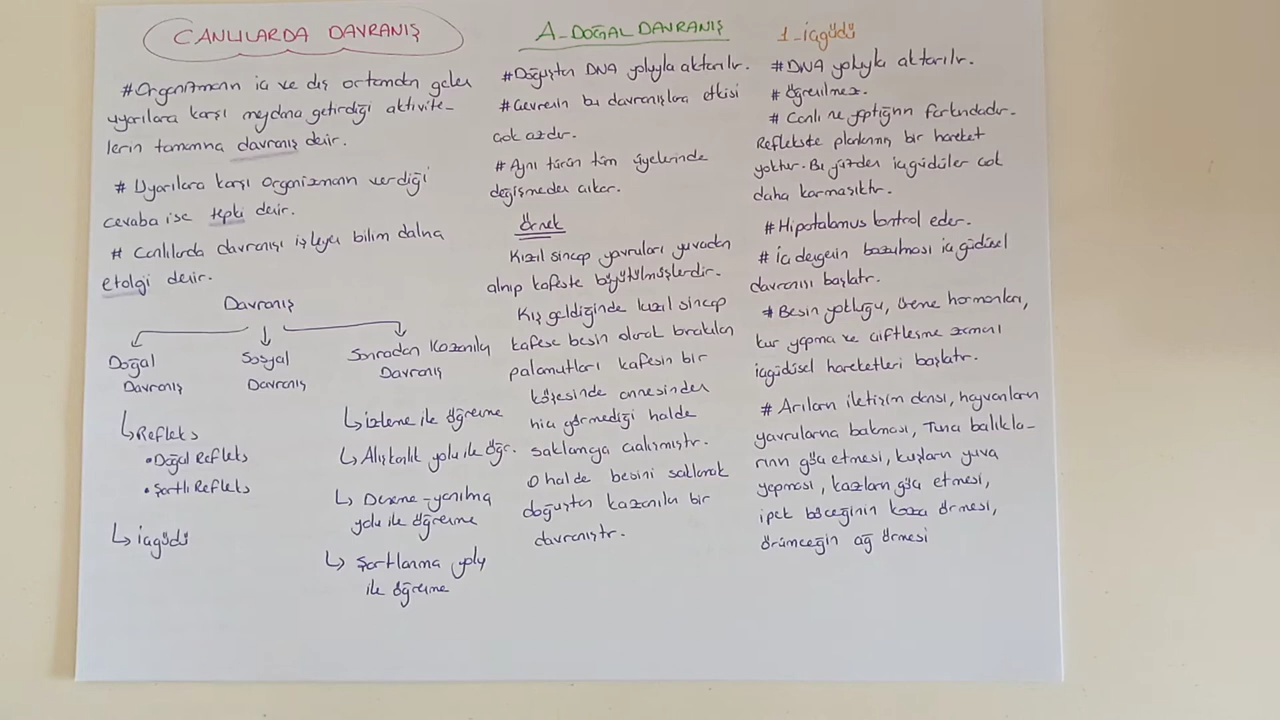 CANLILARDA DAVRANIŞ
# Organizmanın iç ve dış ortamdan gelen
uyarılara karşı meydana getirdiği aktivite-
lerin tamamına davranış denir.
# Uyarılara karşı organizmanın verdiği
cevaba ise tepki denir.
# Canlılarda davranışı işleyen bilim dalına
etoloji denir.
Davranış
Doğal Davranış
Sosyal Davranış
Sonradan Kazanılan Davranış
↳ Refleks
• Doğal Refleks
• Şartlı Refleks
↳ içgüdü
↳ izleme ile öğrenme
↳ Alışkanlık yolu ile öğr.
↳ Deneme-yanılma
yolu ile öğrenme
↳ Şartlanma yolu
ile öğrenme
A-DOĞAL DAVRANIŞ
# Doğuştan DNA yoluyla aktarılır.
# Çevrenin bu davranışlara etkisi
çok azdır.
# Aynı türün tüm üyelerinde
değişmeden çıkar.
Örnek
Kızıl sincap yavruları yuvadan
alınıp kafeste büyütülmüşlerdir.
Kış geldiğinde kızıl sincap
kafese besin olarak bırakılan
palamutları kafesin bir
köşesinde annesinden
hiç görmediği halde
saklamaya çalışmıştır.
O halde besini saklamak
doğuştan kazanılan bir
davranıştır.
1-içgüdü
# DNA yoluyla aktarılır.
# Öğrenilmez.
# Canlı ne yaptığının farkındadır.
Reflekste planlanmış bir hareket
yoktur. Bu yüzden içgüdüler çok
daha karmaşıktır.
# Hipotalamus kontrol eder.
# İç dengenin bozulması içgüdüsel
davranışı başlatır.
# Besin yokluğu, üreme hormonları,
kur yapma ve çiftleşme zamanı
içgüdüsel hareketleri başlatır.
# Arıların iletişim dansı, hayvanların
yavrularına bakması, Tuna balıkla-
rının göç etmesi, kuşların yuva
yapması, kazların göç etmesi,
ipek böceğinin koza örmesi,
örümceğin ağ örmesi